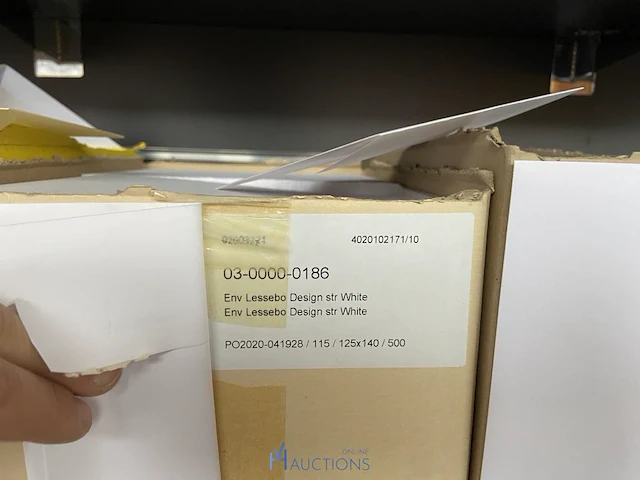 4020102171/10
03-0000-0186
Env Lessebo Design str White
Env Lessebo Design str White
PO2020-041928 / 115 / 125x140 / 500
ONLINE
AUCTIONS